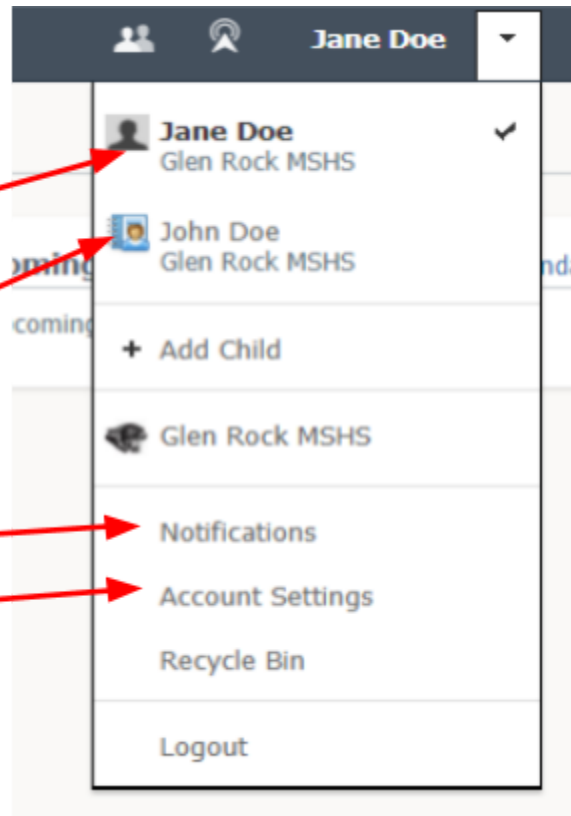 Jane Doe
Jane Doe
Glen Rock MSHS
John Doe
Glen Rock MSHS
Add Child
Glen Rock MSHS
Notifications
Account Settings
Recycle Bin
Logout